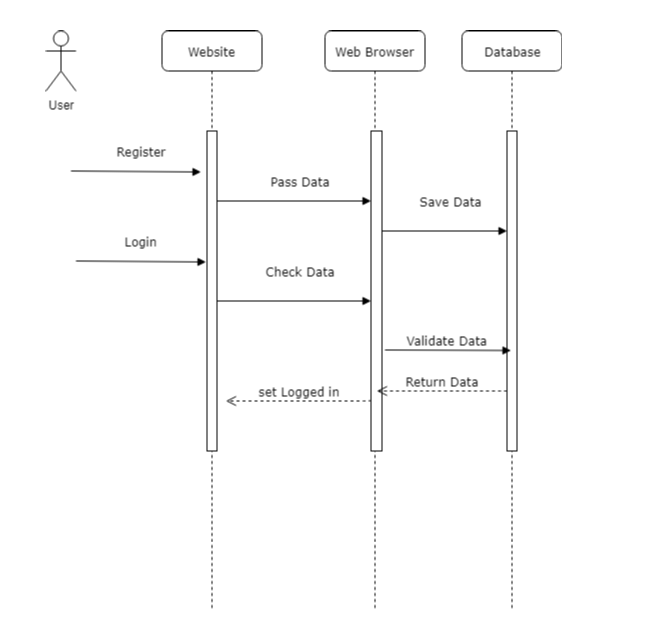 Website
Web Browser
Database
User
Register
Pass Data
Save Data
Login
Check Data
Validate Data
Return Data
set Logged in